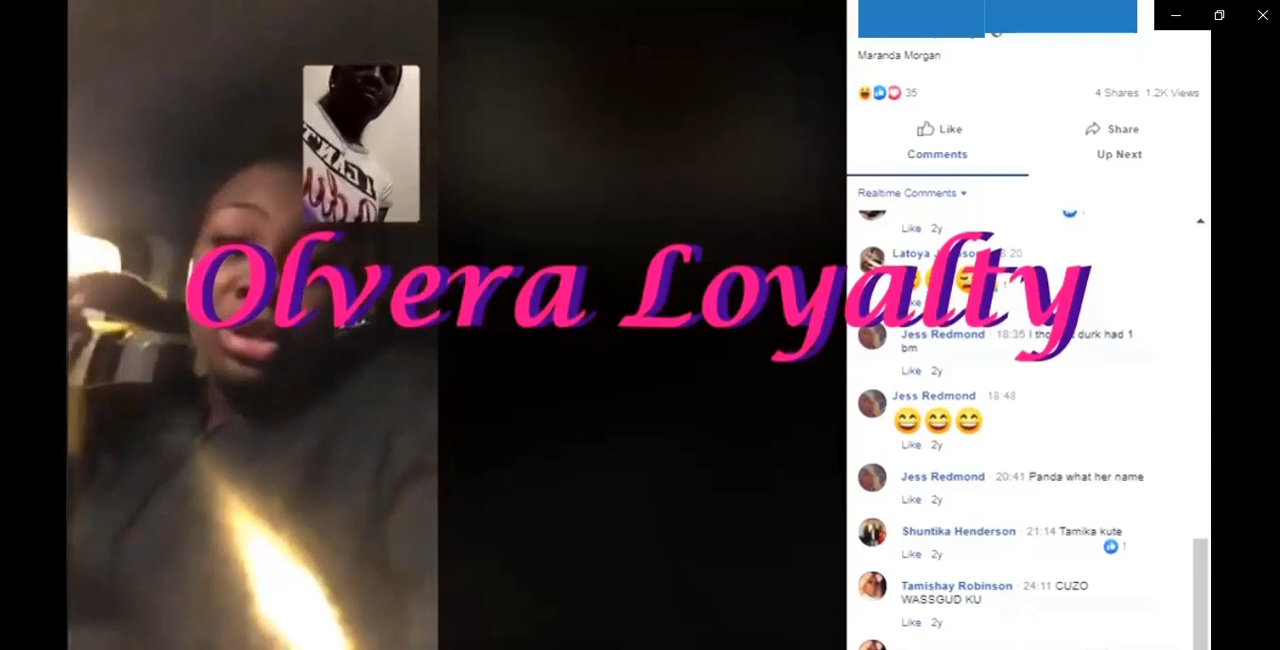 Maranda Morgan
35
4 Shares 1.2K Views
Like
Share
Comments
Up Next
Realtime Comments
Like 2y
Olvera Loyalty
Latoya
Jess Redmond · 18:35 I durk had 1
bm
Like 2y
Jess Redmond 18:48
Like 2y
Jess Redmond · 20:41 Panda what her name
Like 2y
Shuntika Henderson · 21:14 Tamika kute
1
Like 2y
Tamishay Robinson · 24:11 CUZO
WASSGUD KU
Like 2y